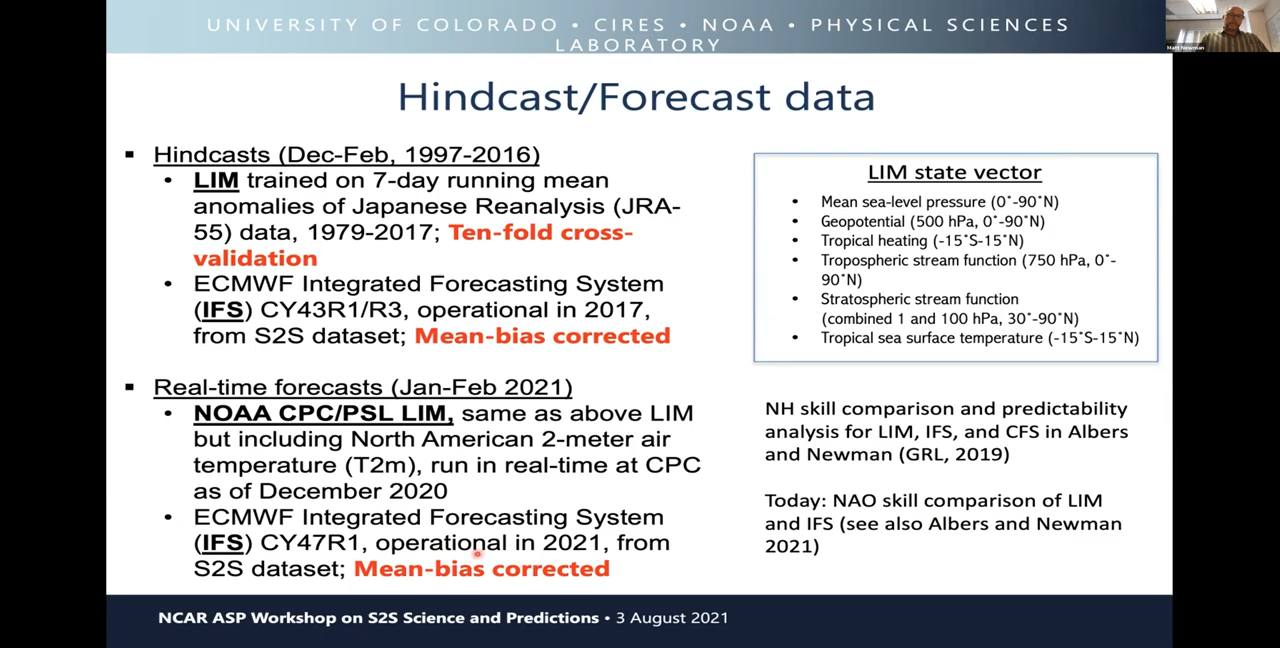 UNIVERSITY OF COLORADO • CIRES • NOAA • PHYSICAL SCIENCES
LABORATORY
Matt Newman
Hindcast/Forecast data
▪ Hindcasts (Dec-Feb, 1997-2016)
• LIM trained on 7-day running mean
anomalies of Japanese Reanalysis (JRA-
55) data, 1979-2017; Ten-fold cross-
validation
• ECMWF Integrated Forecasting System
(IFS) CY43R1/R3, operational in 2017,
from S2S dataset; Mean-bias corrected
▪ Real-time forecasts (Jan-Feb 2021)
• NOAA CPC/PSL LIM, same as above LIM
but including North American 2-meter air
temperature (T2m), run in real-time at CPC
as of December 2020
• ECMWF Integrated Forecasting System
(IFS) CY47R1, operational in 2021, from
S2S dataset; Mean-bias corrected
LIM state vector
• Mean sea-level pressure (0˚-90˚N)
• Geopotential (500 hPa, 0˚-90˚N)
• Tropical heating (-15˚S-15˚N)
• Tropospheric stream function (750 hPa, 0˚-
90˚N)
• Stratospheric stream function
(combined 1 and 100 hPa, 30˚-90˚N)
• Tropical sea surface temperature (-15˚S-15˚N)
NH skill comparison and predictability
analysis for LIM, IFS, and CFS in Albers
and Newman (GRL, 2019)
Today: NAO skill comparison of LIM
and IFS (see also Albers and Newman
2021)
NCAR ASP Workshop on S2S Science and Predictions • 3 August 2021